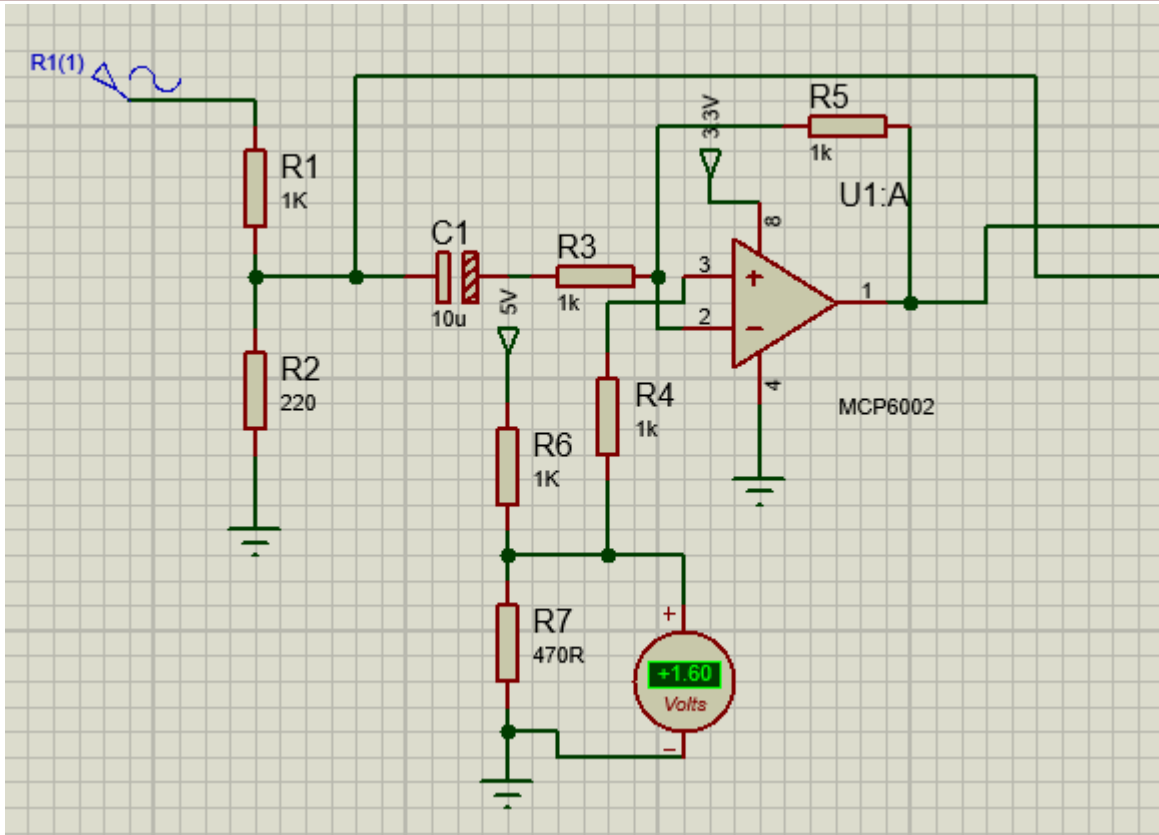 R1(1)
R1
1K
R2
220
C1
10u
R3
1k
3.3V
R5
1k
U1:A
8
3
+
2
−
1
4
MCP6002
5V
R4
1k
R6
1K
R7
470R
+
+1.60
Volts
−